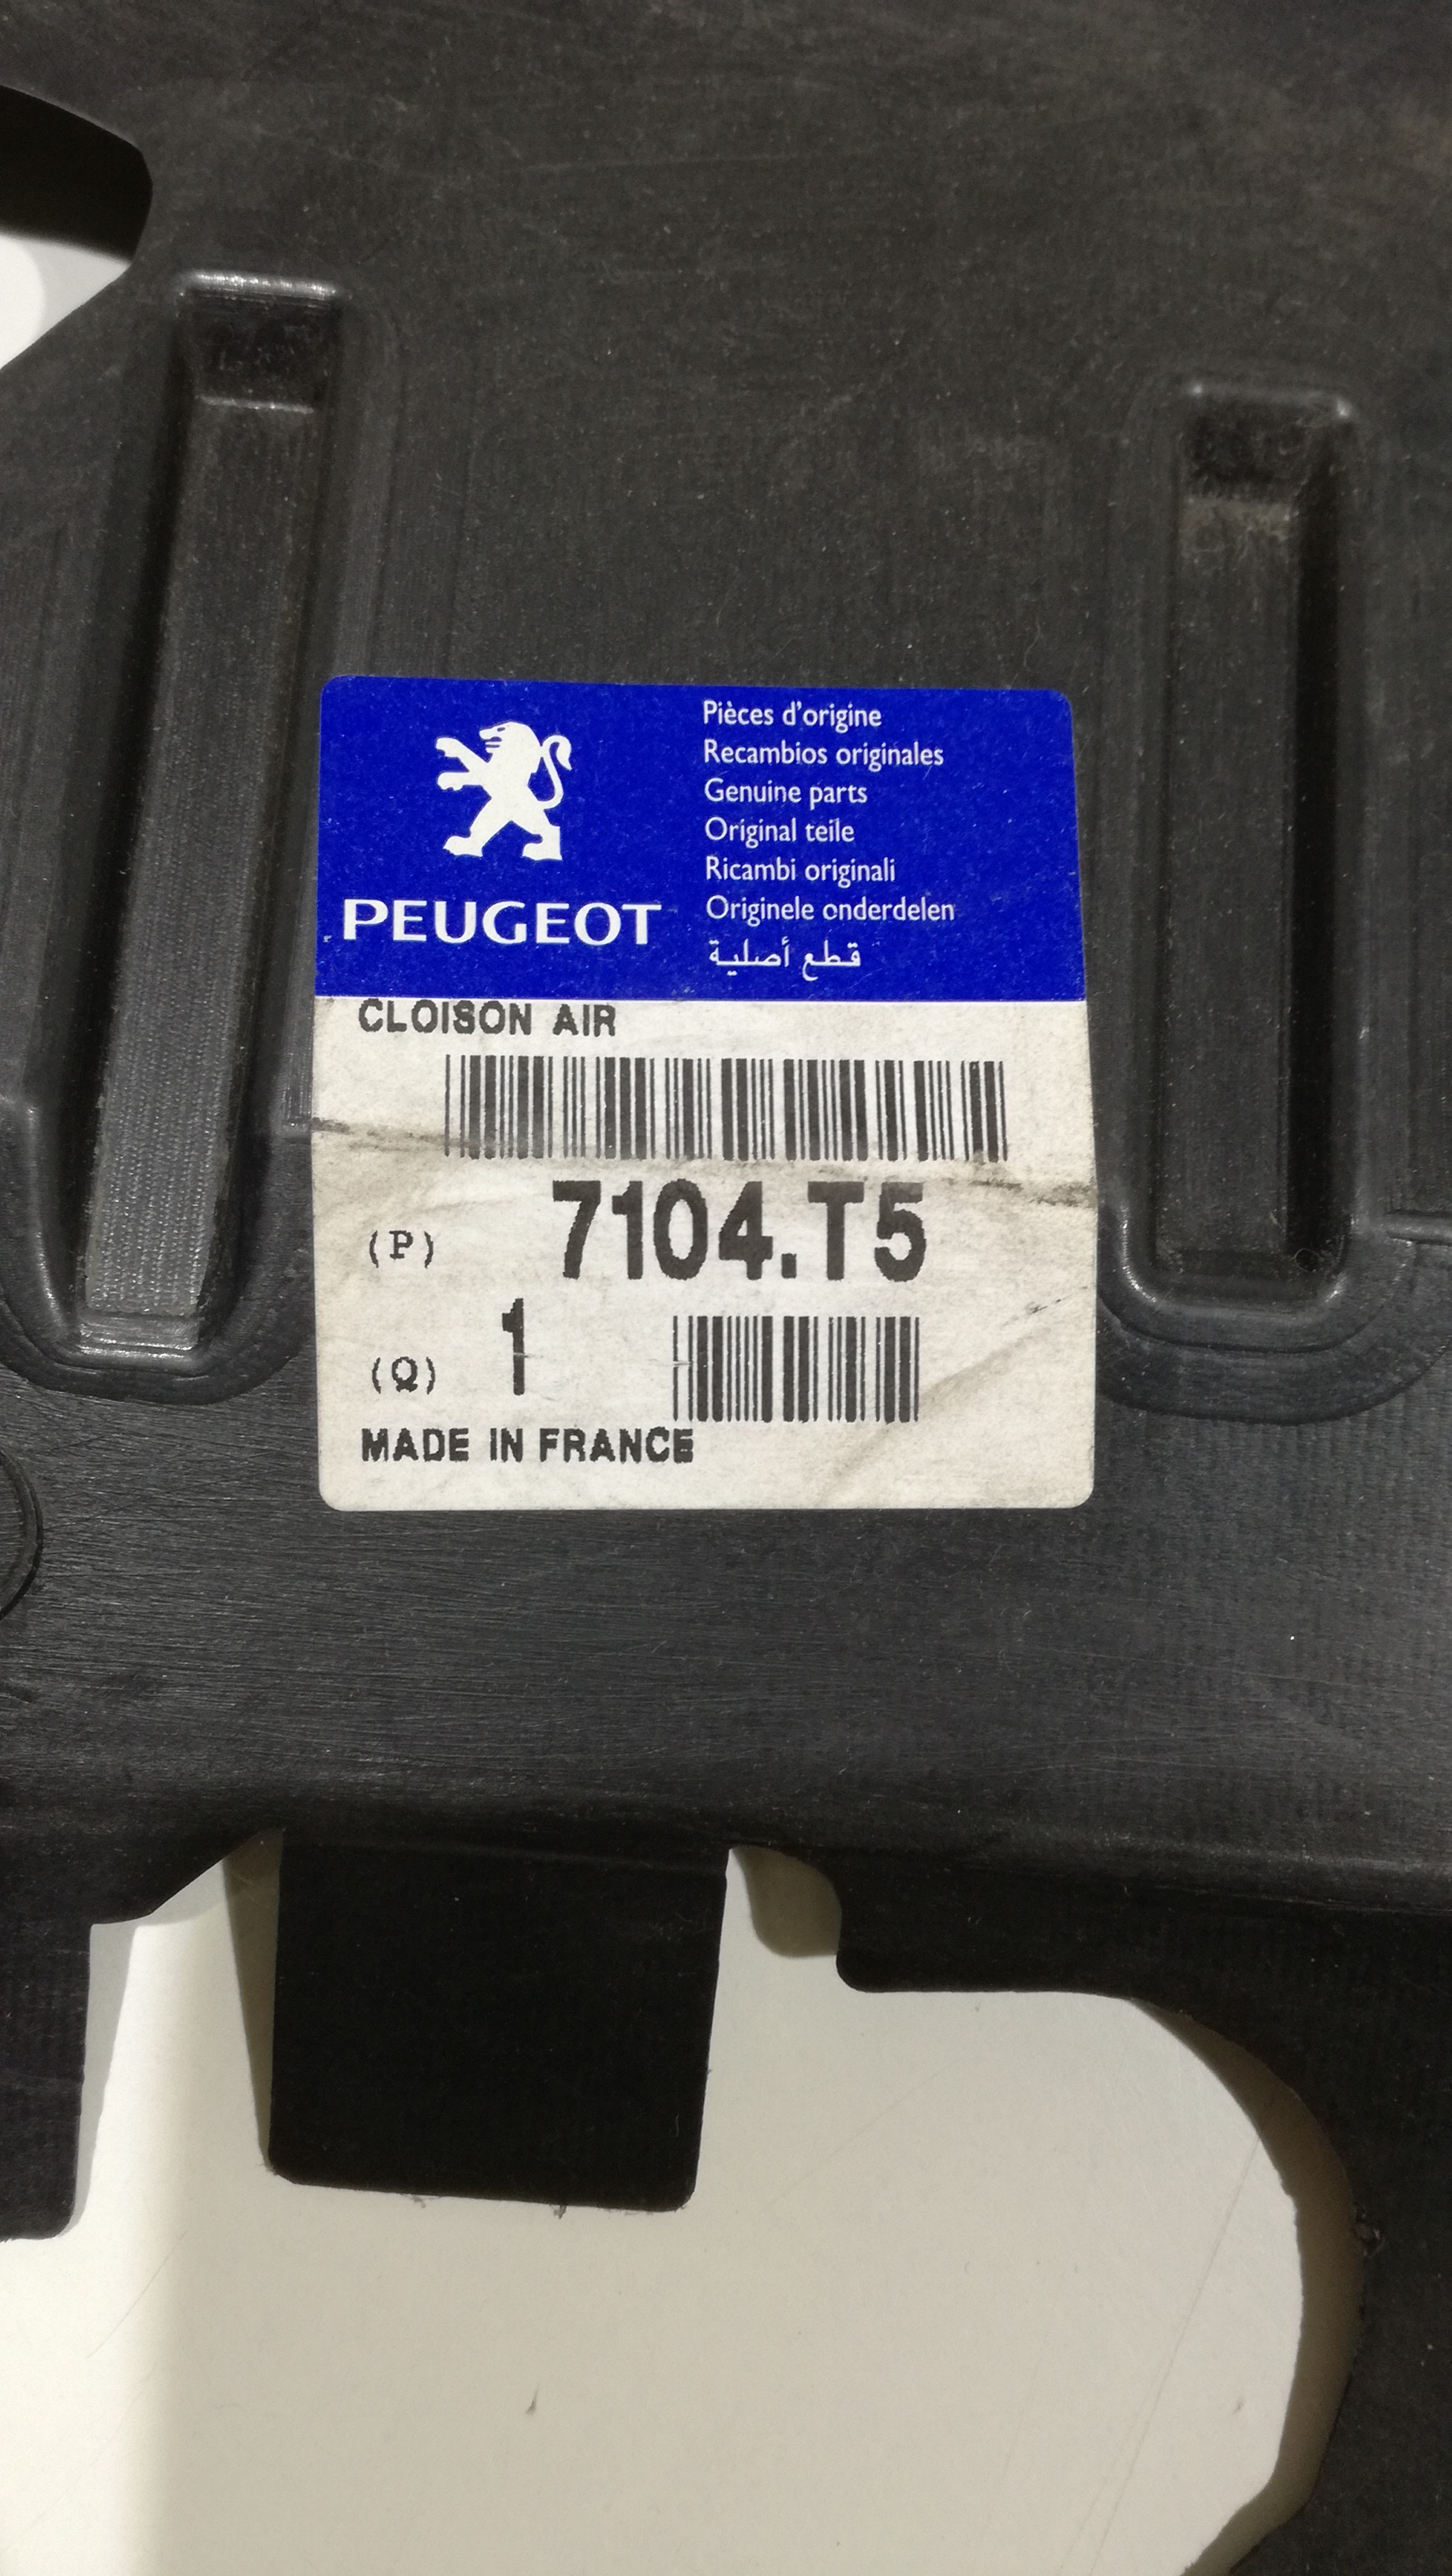 PEUGEOT
Pièces d'origine
Recambios originales
Genuine parts
Original teile
Ricambi originali
Originele onderdelen
قطع أصلية
CLOISON AIR
(P) 7104.T5
(Q) 1
MADE IN FRANCE